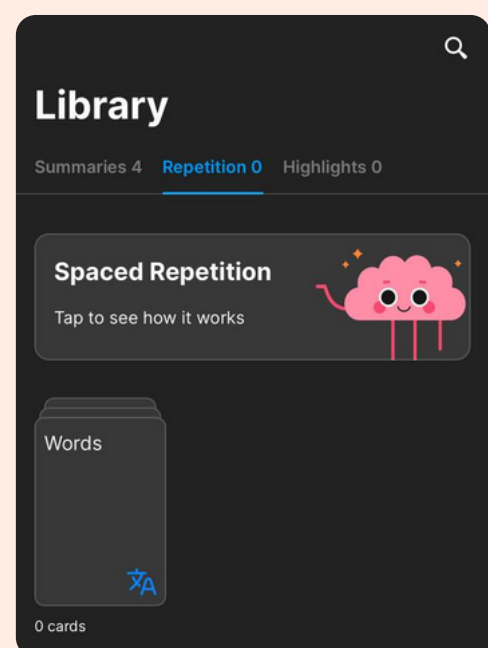 Library
Summaries 4 Repetition 0 Highlights 0
Spaced Repetition
Tap to see how it works
Words
0 cards